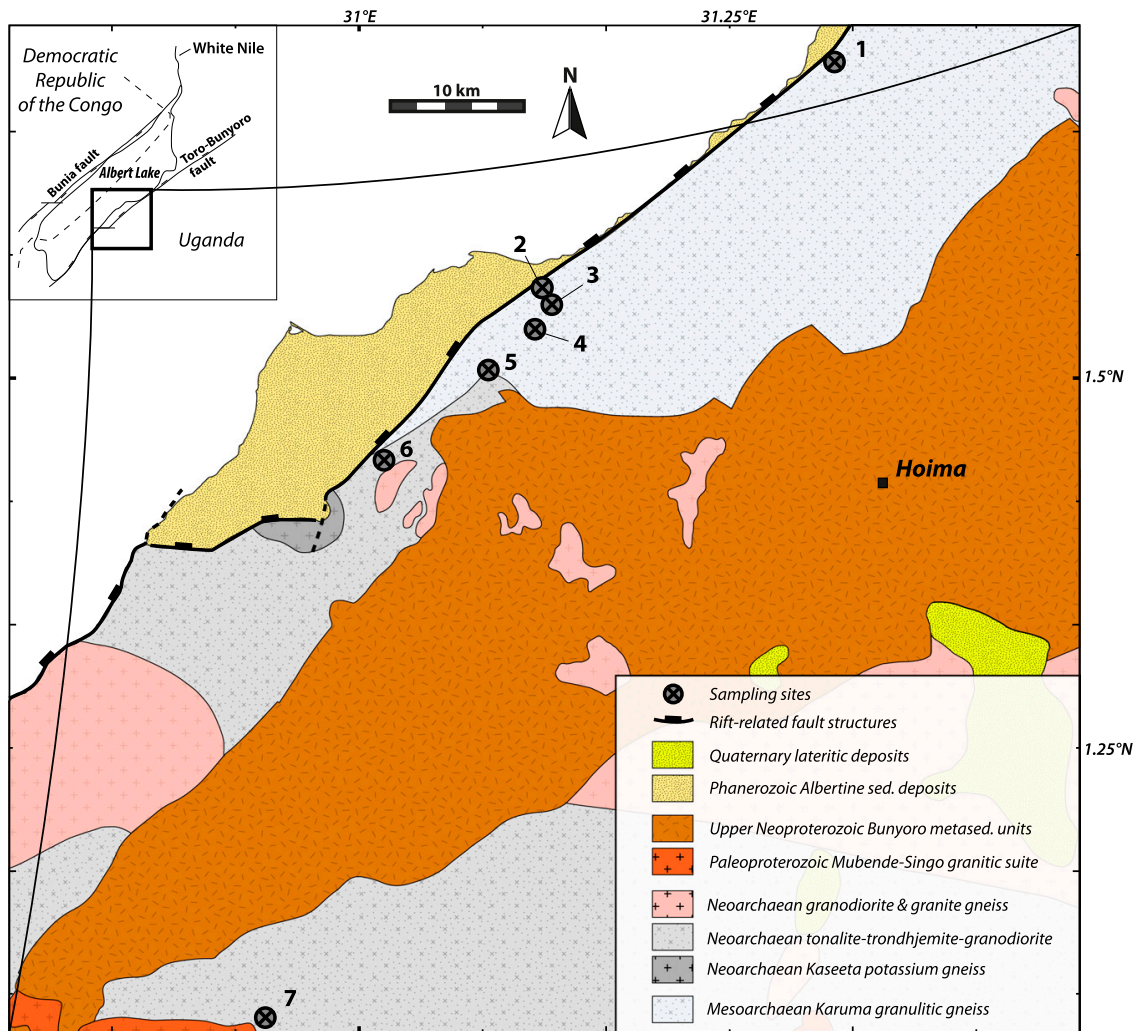 31°E
31.25°E
White Nile
Democratic
Republic
of the Congo
Bunia fault
Albert Lake
Toro-Bunyoro
fault
Uganda
10 km
N
1
2
3
4
5
1.5°N
6
Hoima
Sampling sites
Rift-related fault structures
Quaternary lateritic deposits
1.25°N
Phanerozoic Albertine sed. deposits
Upper Neoproterozoic Bunyoro metased. units
Paleoproterozoic Mubende-Singo granitic suite
Neoarchaean granodiorite & granite gneiss
Neoarchaean tonalite-trondhjemite-granodiorite
Neoarchaean Kaseeta potassium gneiss
Mesoarchaean Karuma granulitic gneiss
7